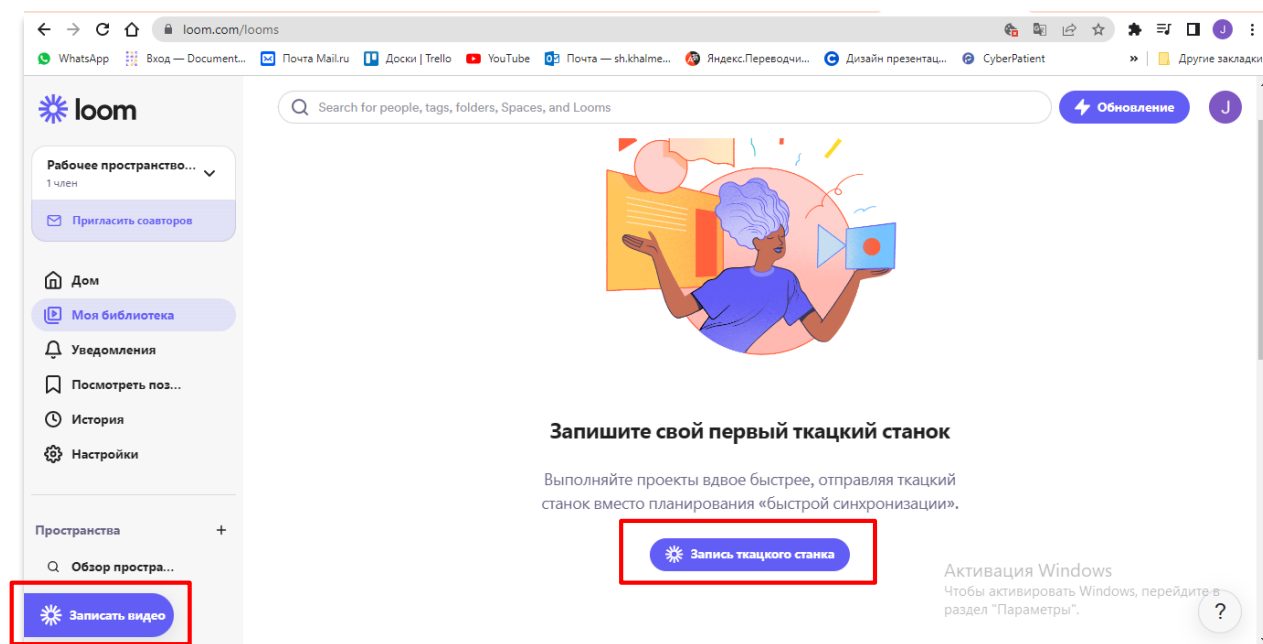 loom.com/looms
J
WhatsApp Вход — Document... Почта Mail.ru Доски | Trello YouTube Почта — sh.khalme... Яндекс.Переводчи... Дизайн презентац... CyberPatient » Другие закладки
loom
Search for people, tags, folders, Spaces, and Looms
Обновление
J
Рабочее пространство...
1 член
Пригласить соавторов
Дом
Моя библиотека
Уведомления
Посмотреть поз...
История
Настройки
Пространства +
Обзор простра...
Записать видео
Запишите свой первый ткацкий станок
Выполняйте проекты вдвое быстрее, отправляя ткацкий
станок вместо планирования «быстрой синхронизации».
Запись ткацкого станка
Активация Windows
Чтобы активировать Windows, перейдите в
раздел "Параметры".
?